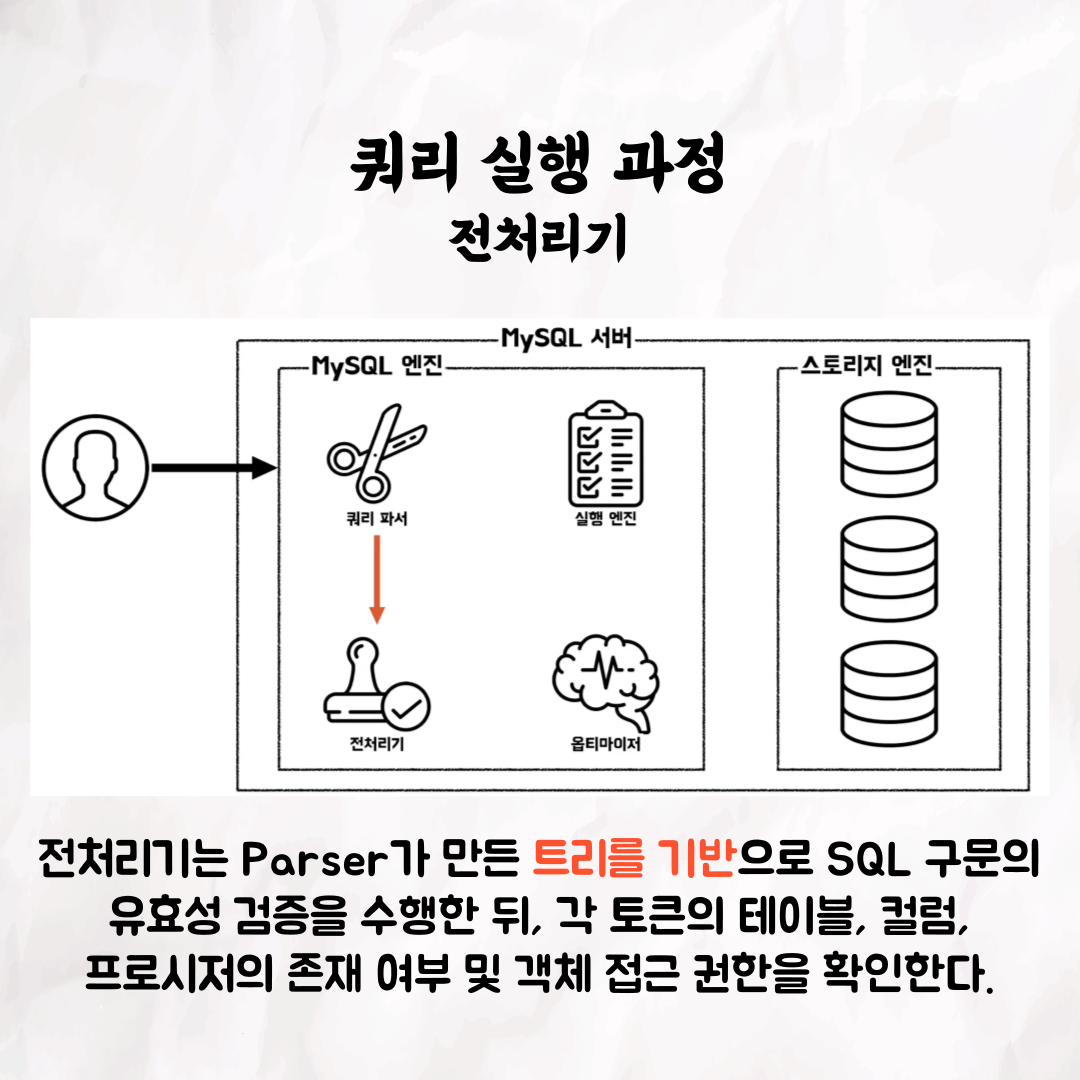 쿼리 실행 과정
전처리기
MySQL 서버
MySQL 엔진
스토리지 엔진
쿼리 파서
실행 엔진
전처리기
옵티마이저
전처리기는 Parser가 만든 트리를 기반으로 SQL 구문의
유효성 검증을 수행한 뒤, 각 토큰의 테이블, 컬럼,
프로시저의 존재 여부 및 객체 접근 권한을 확인한다.